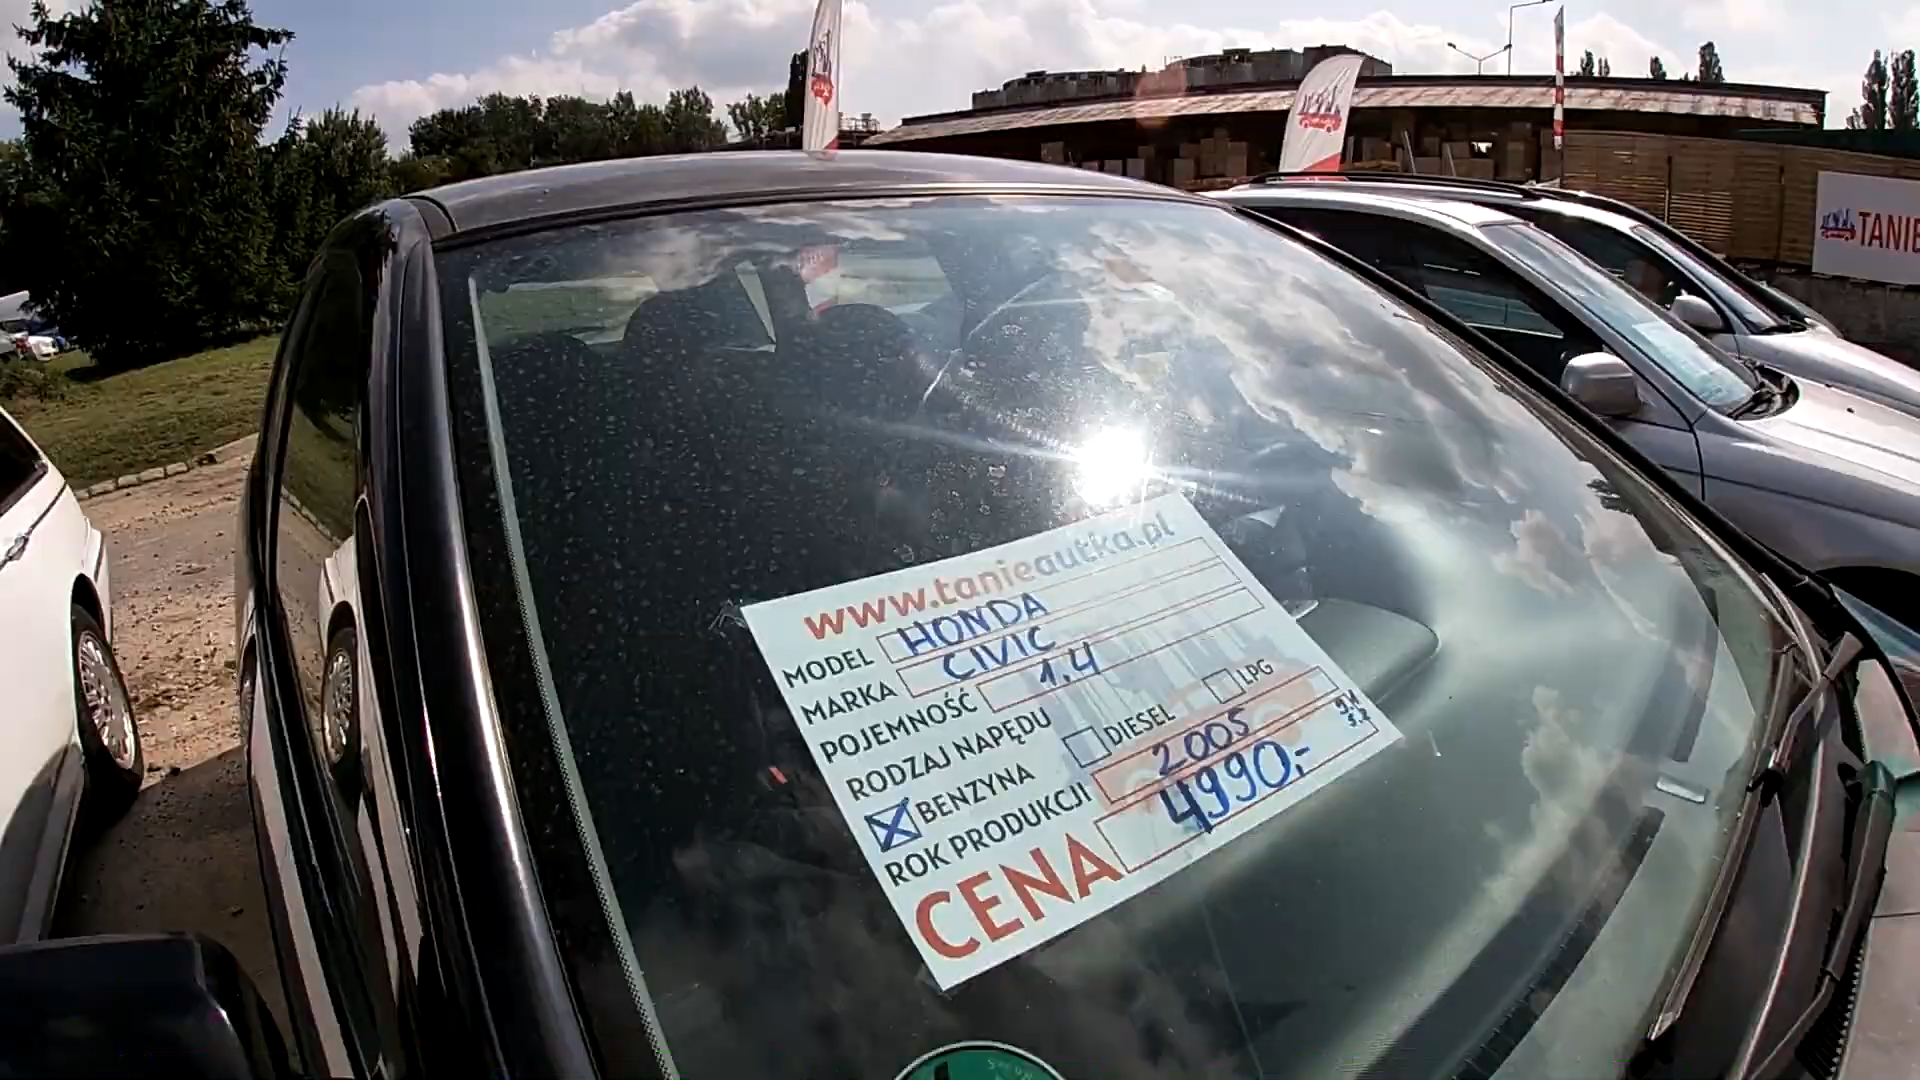 www.tanieautka.pl
MODEL HONDA
MARKA CIVIC
POJEMNOŚĆ 1.4
RODZAJ NAPĘDU
BENZYNA DIESEL LPG
ROK PRODUKCJI 2005
CENA 4990,-
TANIE